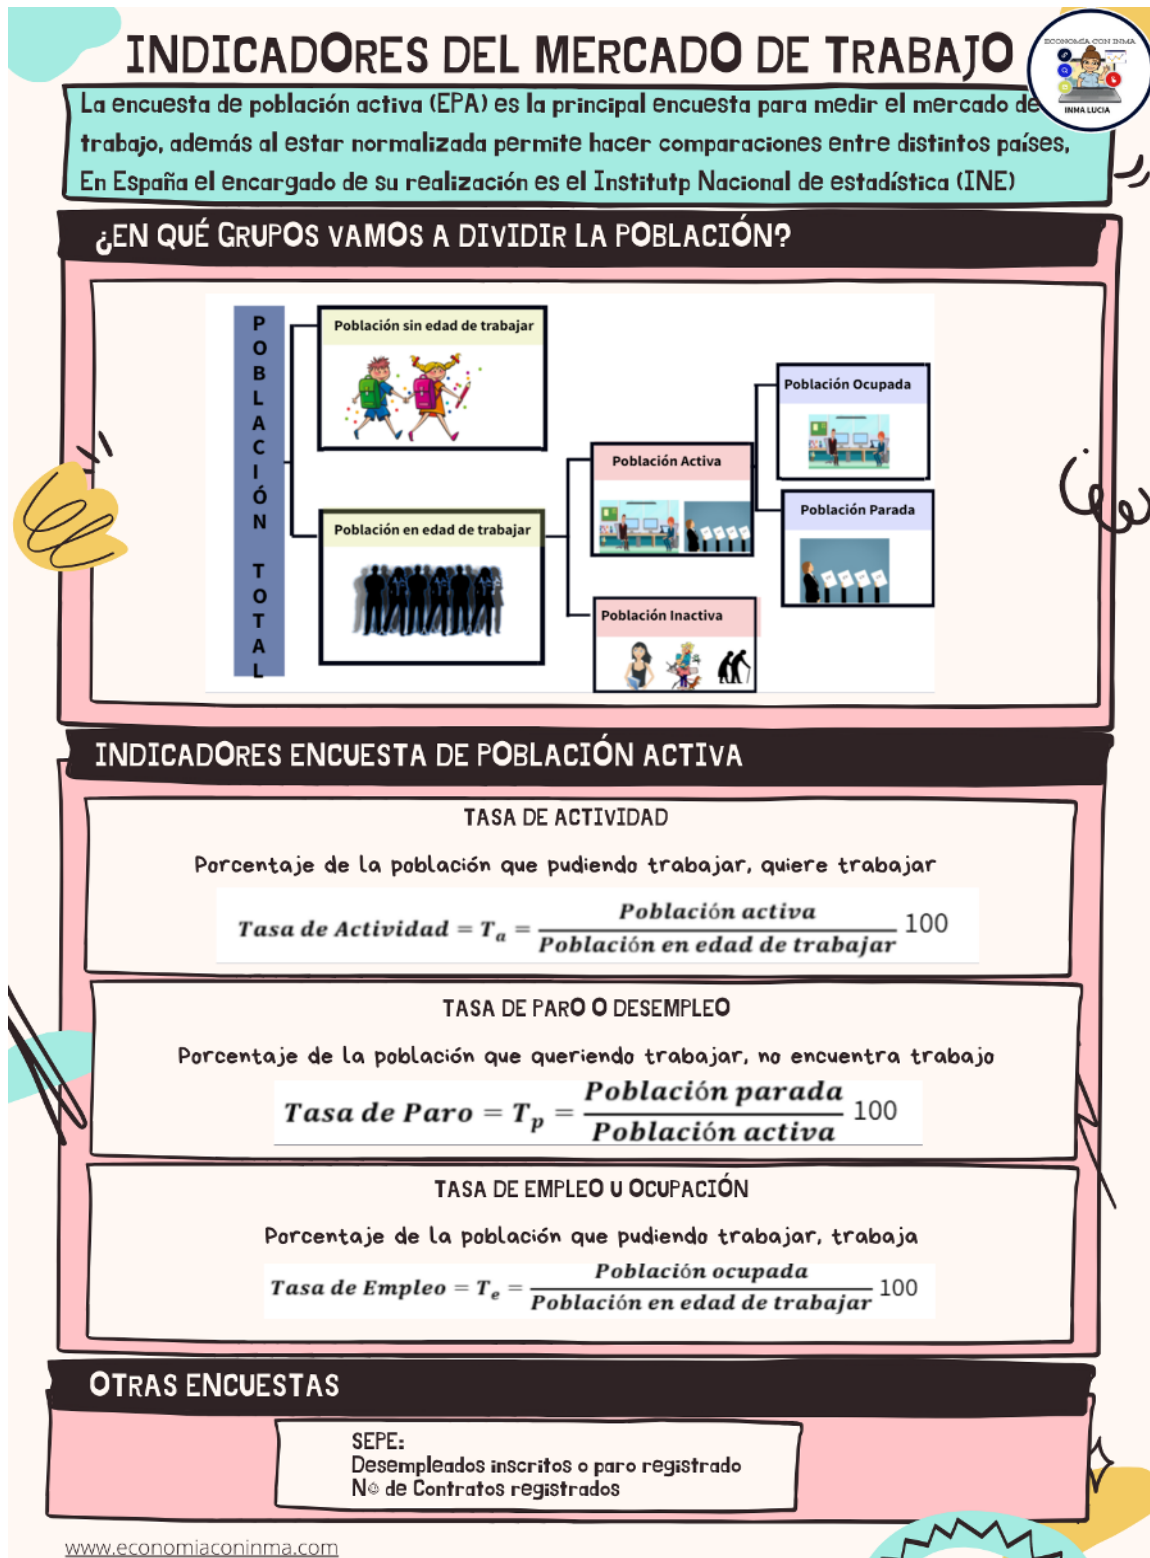 INDICADORES DEL MERCADO DE TRABAJO
ECONOMÍA CON INMA
INMA LUCIA
La encuesta de población activa (EPA) es la principal encuesta para medir el mercado de
trabajo, además al estar normalizada permite hacer comparaciones entre distintos países,
En España el encargado de su realización es el Institutp Nacional de estadística (INE)
¿EN QUÉ GRUPOS VAMOS A DIVIDIR LA POBLACIÓN?
POBLACIÓN TOTAL
Población sin edad de trabajar
Población en edad de trabajar
Población Activa
Población Inactiva
Población Ocupada
Población Parada
INDICADORES ENCUESTA DE POBLACIÓN ACTIVA
TASA DE ACTIVIDAD
Porcentaje de la población que pudiendo trabajar, quiere trabajar
Tasa de Actividad = Tₐ = Población activa / Población en edad de trabajar 100
TASA DE PARO O DESEMPLEO
Porcentaje de la población que queriendo trabajar, no encuentra trabajo
Tasa de Paro = Tₚ = Población parada / Población activa 100
TASA DE EMPLEO U OCUPACIÓN
Porcentaje de la población que pudiendo trabajar, trabaja
Tasa de Empleo = Tₑ = Población ocupada / Población en edad de trabajar 100
OTRAS ENCUESTAS
SEPE:
Desempleados inscritos o paro registrado
Nº de Contratos registrados
www.economiaconinma.com